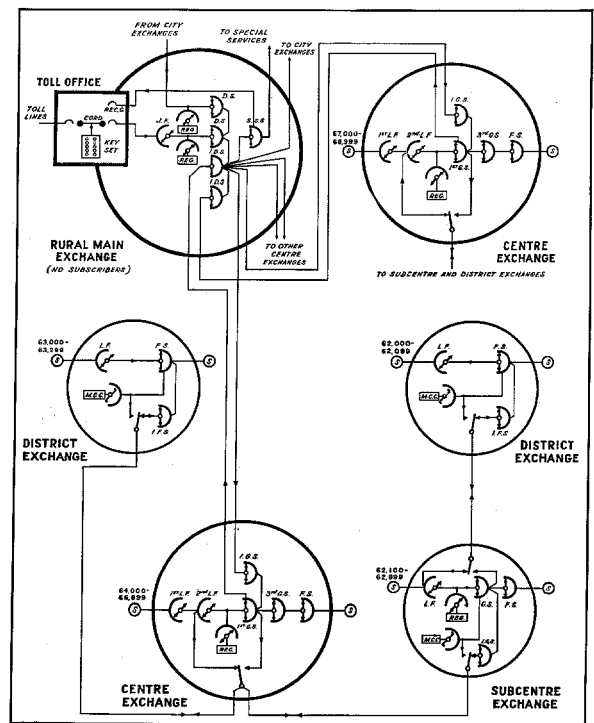 FROM CITY
EXCHANGES
TO SPECIAL
SERVICES
TO CITY
EXCHANGES
TOLL OFFICE
TOLL
LINES
REC.G.
CORD
KEY
SET
J.F.
REG.
REG.
D.S.
D.S.
I.D.S.
I.D.S.
S.S.S
RURAL MAIN
EXCHANGE
(NO SUBSCRIBERS)
TO OTHER
CENTRE
EXCHANGES
I.G.S.
67,000-
68,999
S
1ST L.F.
2ND L.F.
1ST G.S.
3RD G.S.
F.S.
S
REG.
CENTRE
EXCHANGE
TO SUBCENTRE AND DISTRICT EXCHANGES
63,000-
63,299
S
L.F.
F.S.
S
M.C.C.
I.F.S.
DISTRICT
EXCHANGE
62,000-
62,099
S
L.F.
F.S.
S
M.C.C.
I.F.S.
DISTRICT
EXCHANGE
I.G.S.
64,000-
66,899
S
1ST L.F.
2ND L.F.
1ST G.S.
3RD G.S.
F.S.
S
REG.
CENTRE
EXCHANGE
62,100-
62,999
S
L.F.
G.S.
F.S.
S
REG.
M.C.C.
SUBCENTRE
EXCHANGE